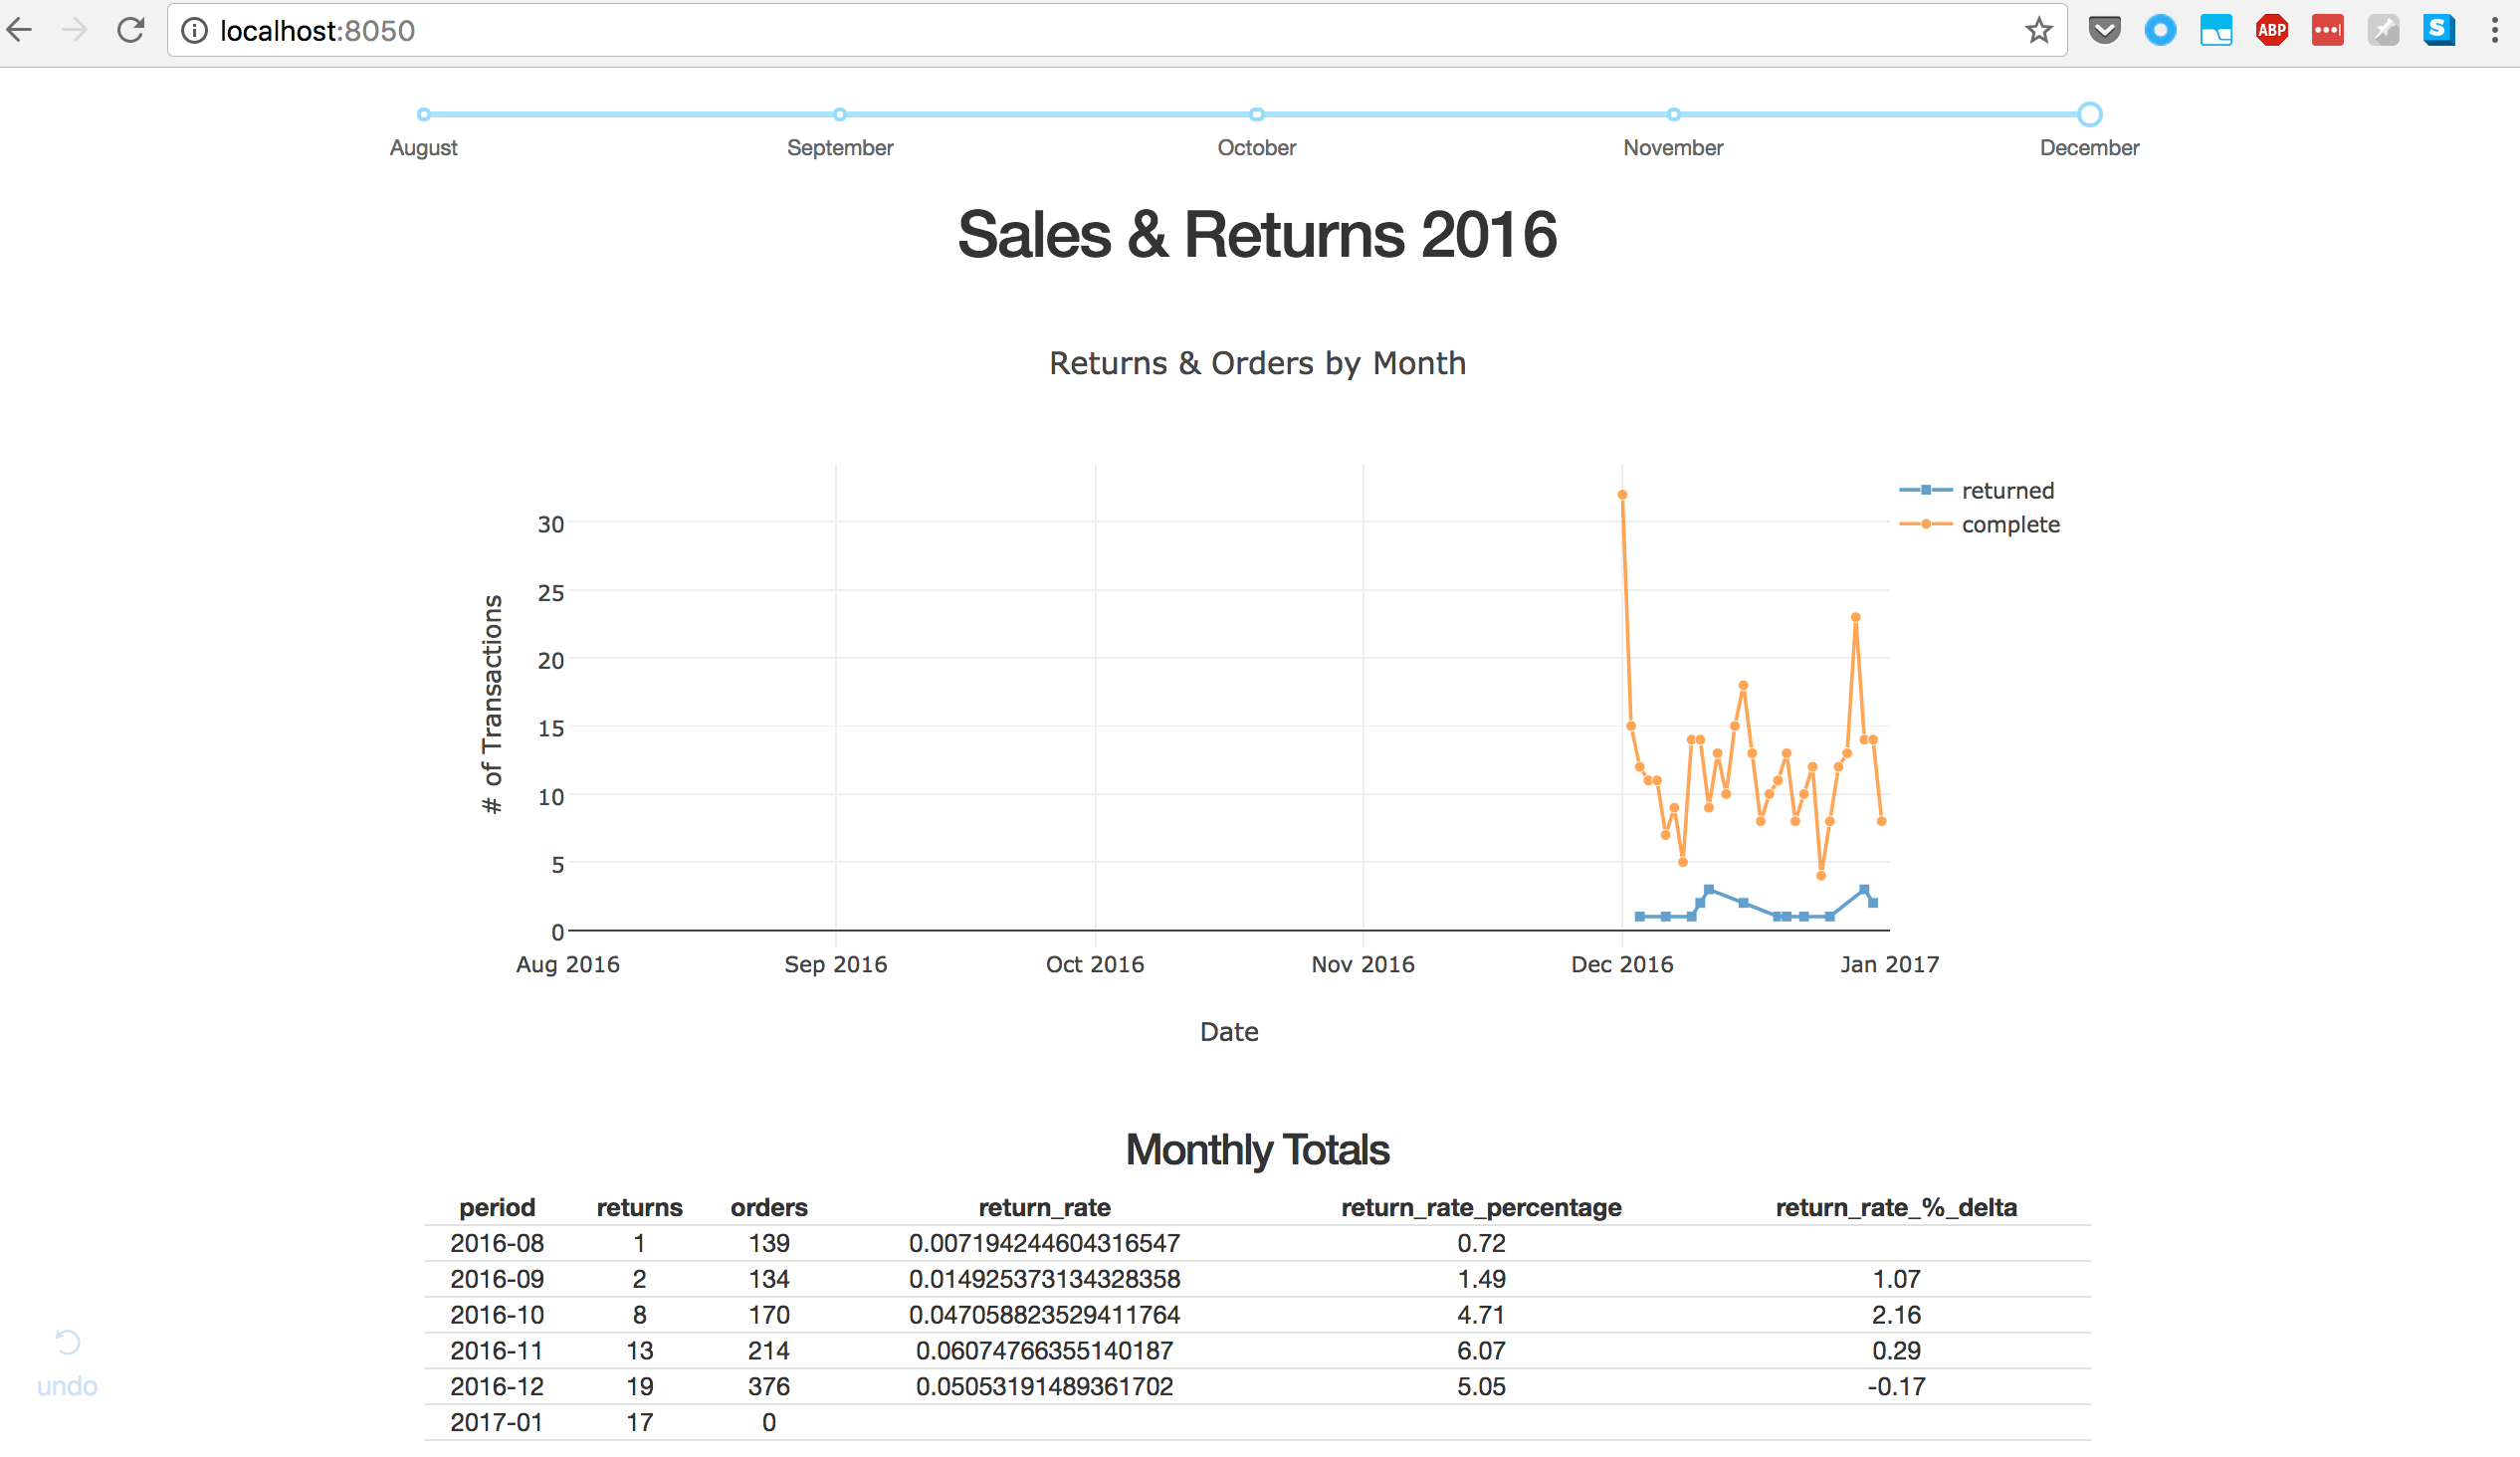 localhost:8050
ABP
S
August September October November December
Sales & Returns 2016
Returns & Orders by Month
returned
complete
30
25
20
15
10
5
0
# of Transactions
Aug 2016 Sep 2016 Oct 2016 Nov 2016 Dec 2016 Jan 2017
Date
Monthly Totals
period returns orders return_rate return_rate_percentage return_rate_%_delta
2016-08 1 139 0.007194244604316547 0.72
2016-09 2 134 0.014925373134328358 1.49 1.07
2016-10 8 170 0.047058823529411764 4.71 2.16
2016-11 13 214 0.06074766355140187 6.07 0.29
2016-12 19 376 0.05053191489361702 5.05 -0.17
2017-01 17 0
undo